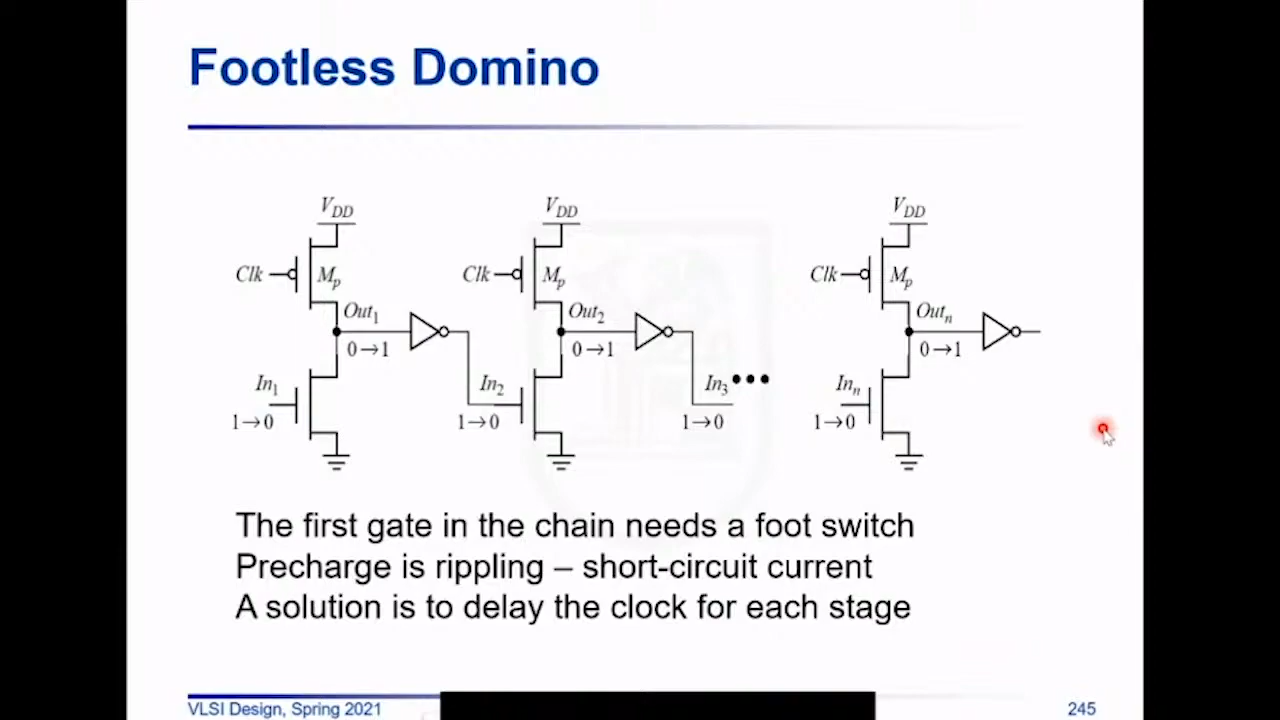 Footless Domino
VDD VDD VDD
Clk Mp Clk Mp Clk Mp
Out1 Out2 Outn
0→1 0→1 0→1
In1 In2 In3 ••• Inn
1→0 1→0 1→0 1→0
The first gate in the chain needs a foot switch
Precharge is rippling – short-circuit current
A solution is to delay the clock for each stage
VLSI Design, Spring 2021 245